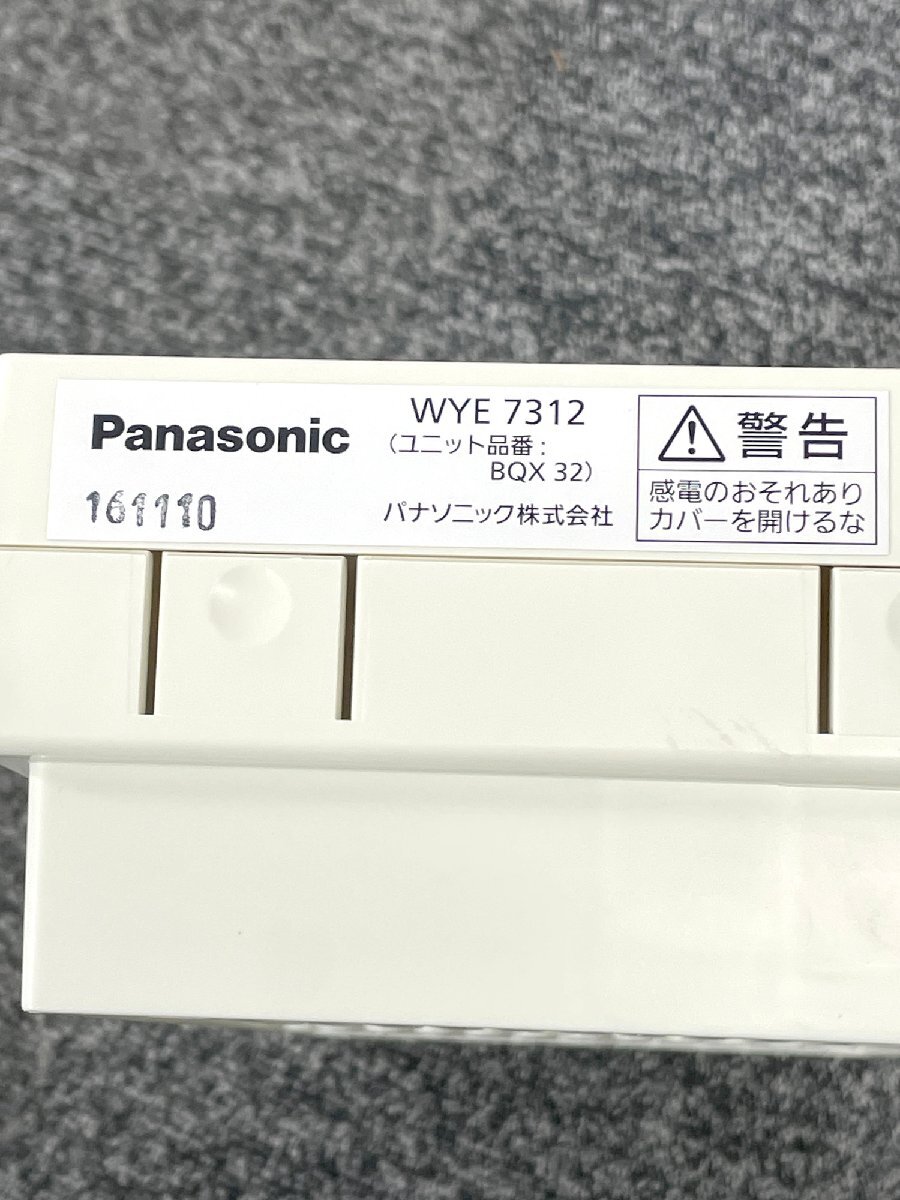 Panasonic
161110
WYE 7312
（ユニット品番：
BQX 32）
パナソニック株式会社
警告
感電のおそれあり
カバーを開けるな